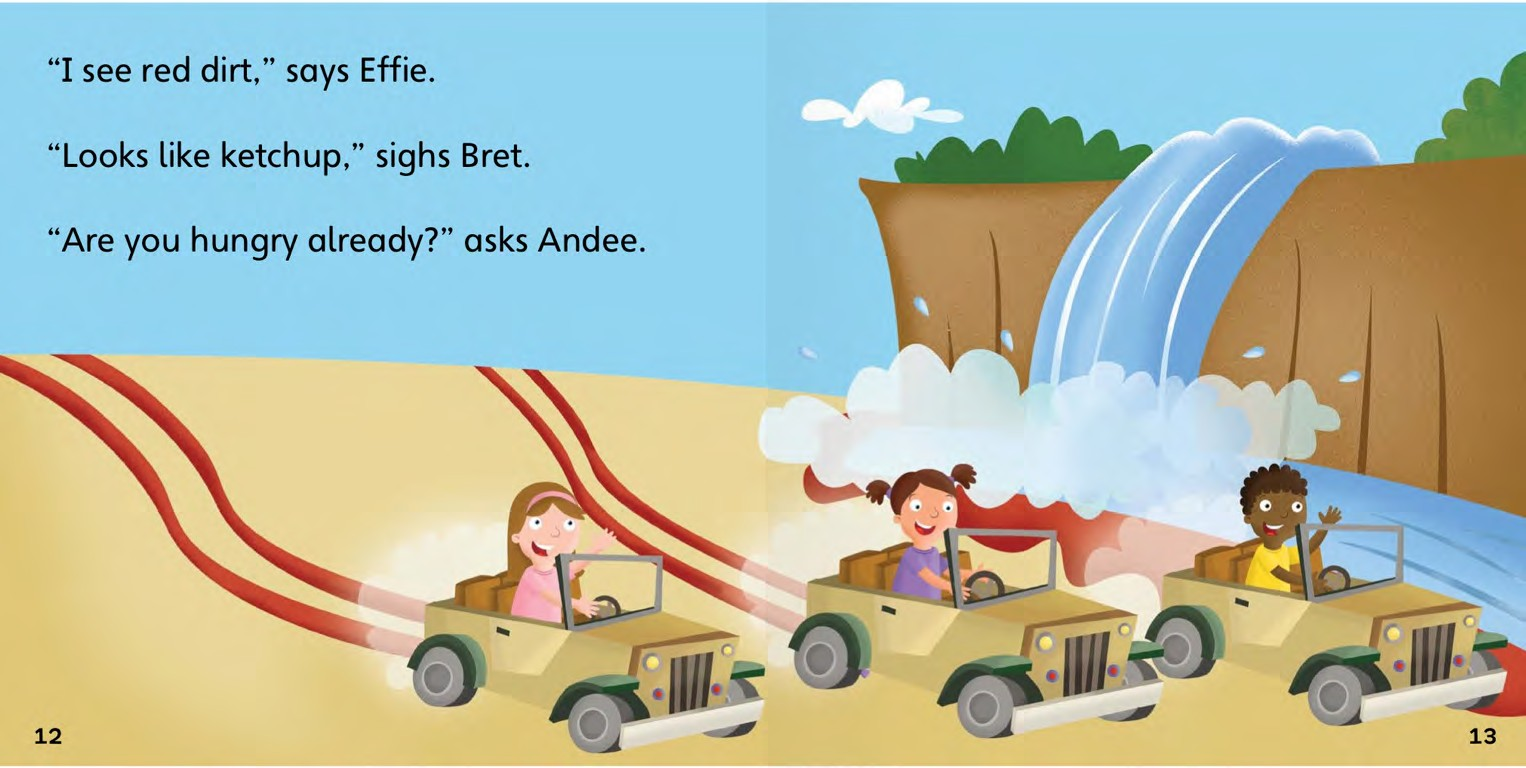 “I see red dirt,” says Effie.
“Looks like ketchup,” sighs Bret.
“Are you hungry already?” asks Andee.
12
13